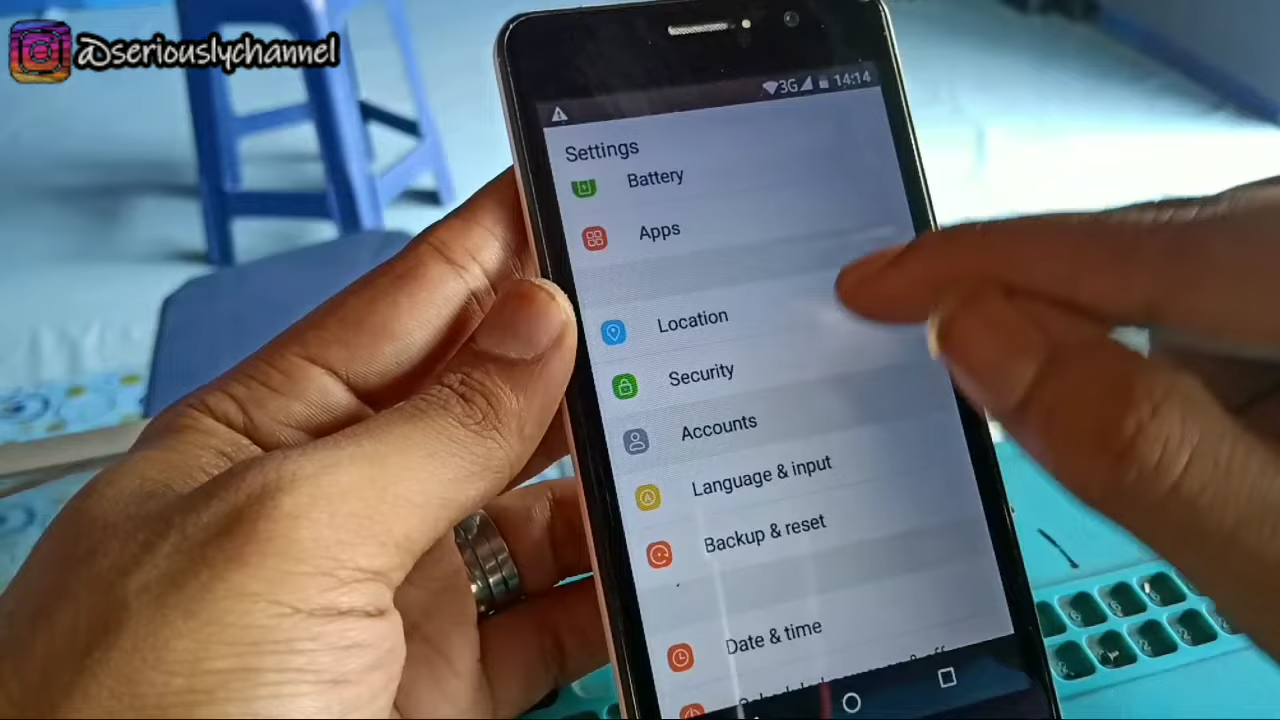 @seriouslychannel
3G 14:14
Settings
Battery
Apps
Location
Security
Accounts
Language & input
Backup & reset
Date & time